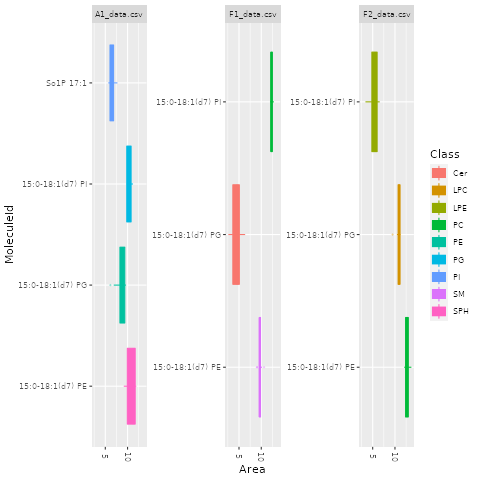 A1_data.csv
F1_data.csv
F2_data.csv
MoleculeId
So1P 17:1
15:0-18:1(d7) PI
15:0-18:1(d7) PG
15:0-18:1(d7) PE
15:0-18:1(d7) PI
15:0-18:1(d7) PG
15:0-18:1(d7) PE
15:0-18:1(d7) PI
15:0-18:1(d7) PG
15:0-18:1(d7) PE
5
10
5
10
5
10
Area
Class
Cer
LPC
LPE
PC
PE
PG
PI
SM
SPH